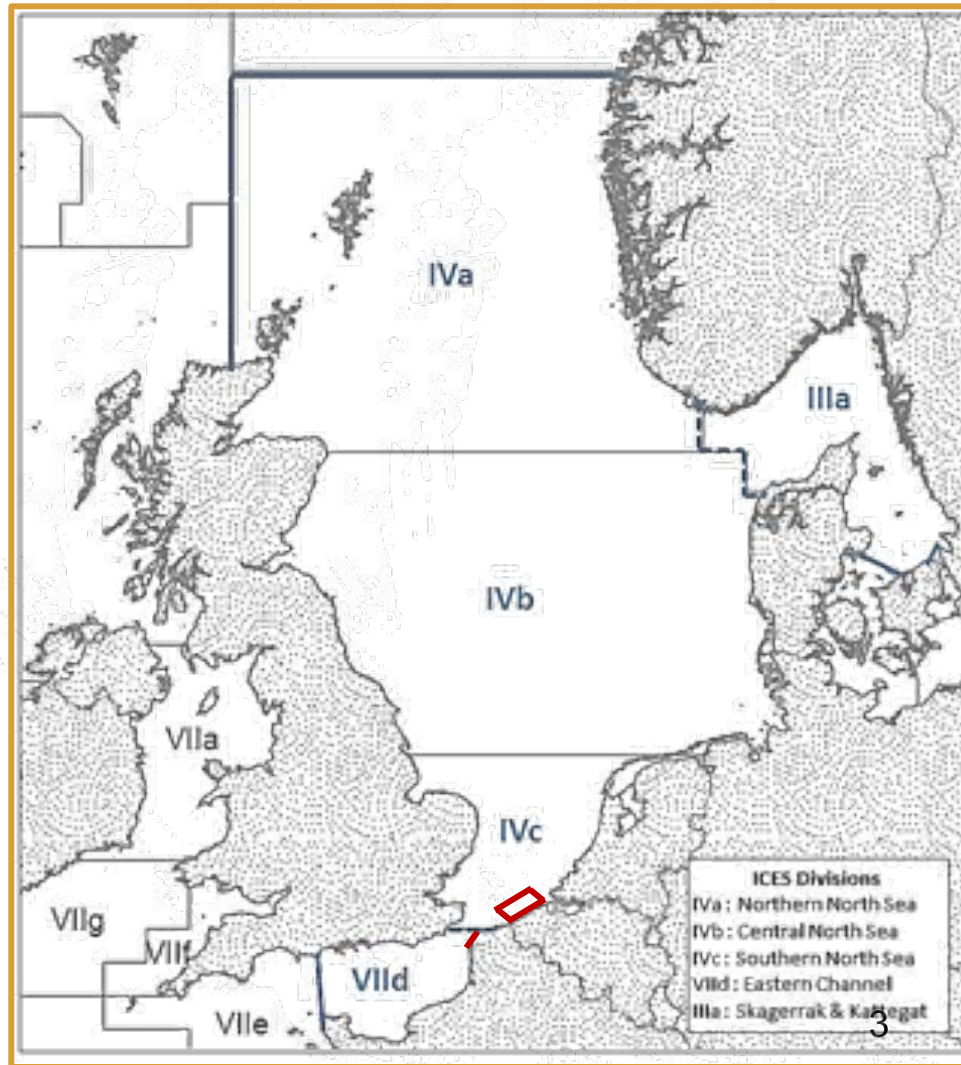 IVa
IIIa
IVb
VIIa
IVc
VIIg
VIIf
VIId
VIIe
ICES Divisions
IVa : Northern North Sea
IVb : Central North Sea
IVc : Southern North Sea
VIId : Eastern Channel
IIIa : Skagerrak & Kattegat
3